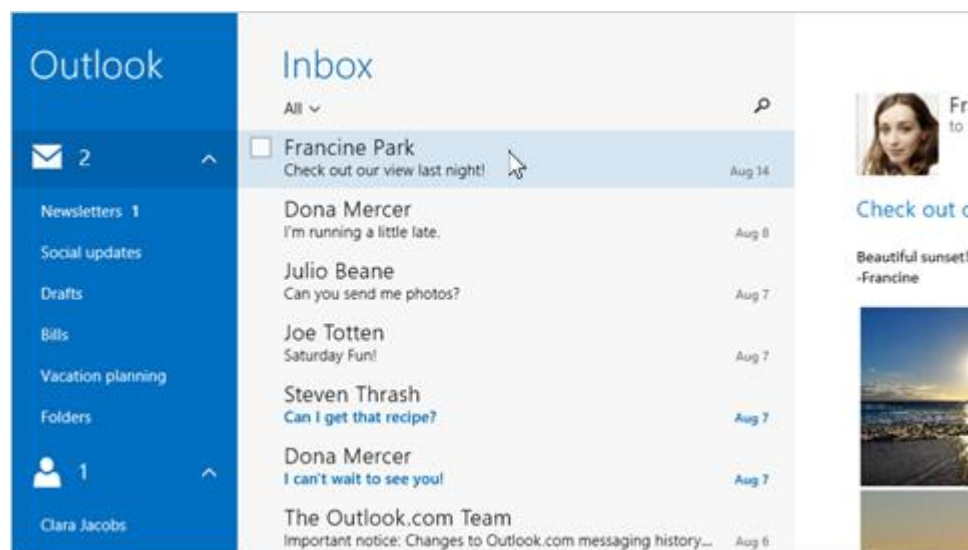 Outlook
2
Newsletters 1
Social updates
Drafts
Bills
Vacation planning
Folders
1
Clara Jacobs
Inbox
All
Francine Park
Check out our view last night!
Aug 14
Dona Mercer
I'm running a little late.
Aug 8
Julio Beane
Can you send me photos?
Aug 7
Joe Totten
Saturday Fun!
Aug 7
Steven Thrash
Can I get that recipe?
Aug 7
Dona Mercer
I can't wait to see you!
Aug 7
The Outlook.com Team
Important notice: Changes to Outlook.com messaging history...
Aug 6
Fr
to
Check out
Beautiful sunset!
-Francine